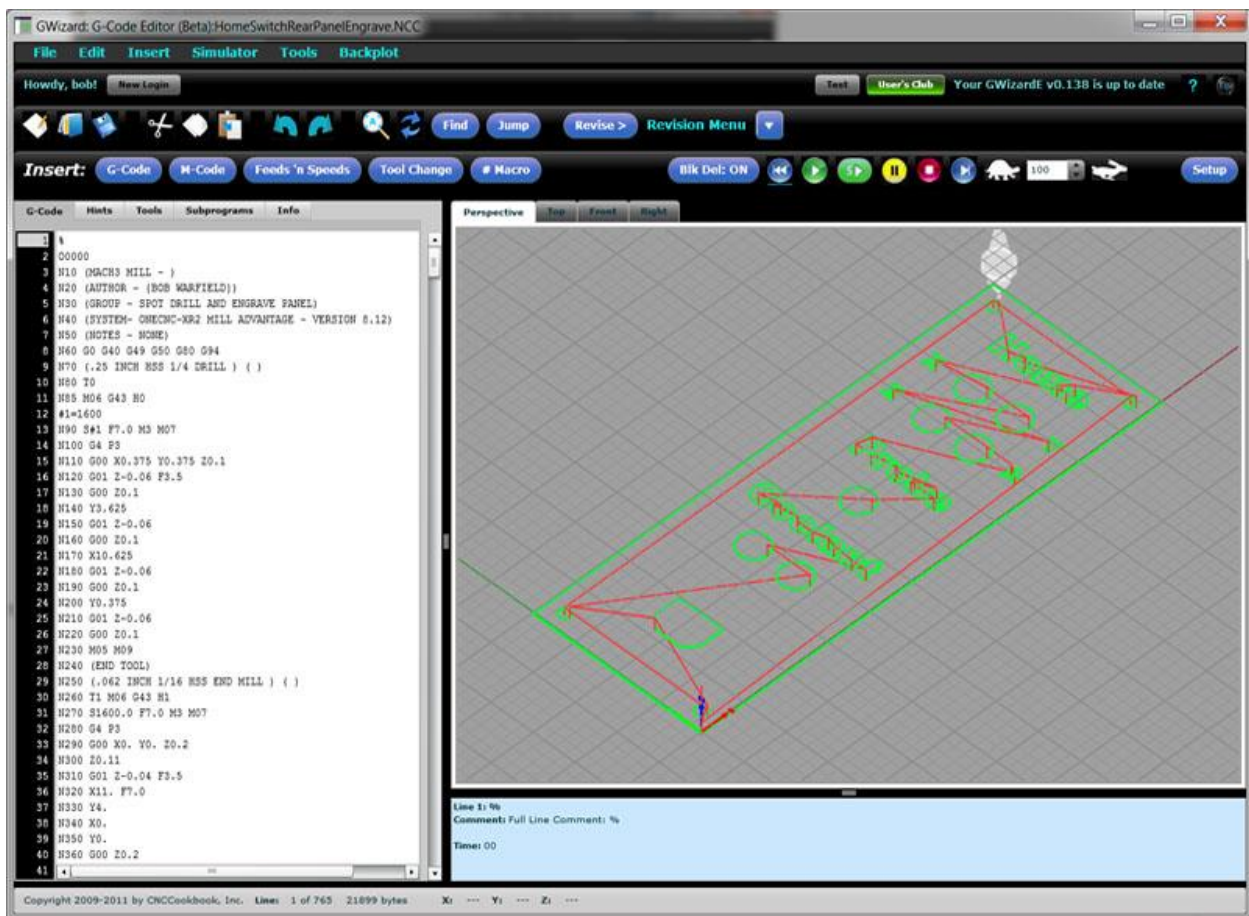 GWizard: G-Code Editor (Beta):HomeSwitchRearPanelEngrave.NCC
File Edit Insert Simulator Tools Backplot
Howdy, bob! New Login Test User's Club Your GWizardE v0.138 is up to date ?
Find Jump Revise > Revision Menu
Insert: G-Code M-Code Feeds 'n Speeds Tool Change # Macro Blk Del: ON S 100 Setup
G-Code Hints Tools Subprograms Info
Perspective Top Front Right
1 %
2 O0000
3 N10 (MACH3 MILL - )
4 N20 (AUTHOR - (BOB WARFIELD))
5 N30 (GROUP - SPOT DRILL AND ENGRAVE PANEL)
6 N40 (SYSTEM- ONECNC-XR2 MILL ADVANTAGE - VERSION 8.12)
7 N50 (NOTES - NONE)
8 N60 G0 G40 G49 G50 G80 G94
9 N70 (.25 INCH HSS 1/4 DRILL ) ( )
10 N80 T0
11 N85 M06 G43 H0
12 #1=1600
13 N90 S#1 F7.0 M3 M07
14 N100 G4 P3
15 N110 G00 X0.375 Y0.375 Z0.1
16 N120 G01 Z-0.06 F3.5
17 N130 G00 Z0.1
18 N140 Y3.625
19 N150 G01 Z-0.06
20 N160 G00 Z0.1
21 N170 X10.625
22 N180 G01 Z-0.06
23 N190 G00 Z0.1
24 N200 Y0.375
25 N210 G01 Z-0.06
26 N220 G00 Z0.1
27 N230 M05 M09
28 N240 (END TOOL)
29 N250 (.062 INCH 1/16 HSS END MILL ) ( )
30 N260 T1 M06 G43 H1
31 N270 S1600.0 F7.0 M3 M07
32 N280 G4 P3
33 N290 G00 X0. Y0. Z0.2
34 N300 Z0.11
35 N310 G01 Z-0.04 F3.5
36 N320 X11. F7.0
37 N330 Y4.
38 N340 X0.
39 N350 Y0.
40 N360 G00 Z0.2
41
Line 1: %
Comment: Full Line Comment: %
Time: 00
Copyright 2009-2011 by CNCCookbook, Inc. Line: 1 of 765 21899 bytes X: --- Y: --- Z: ---